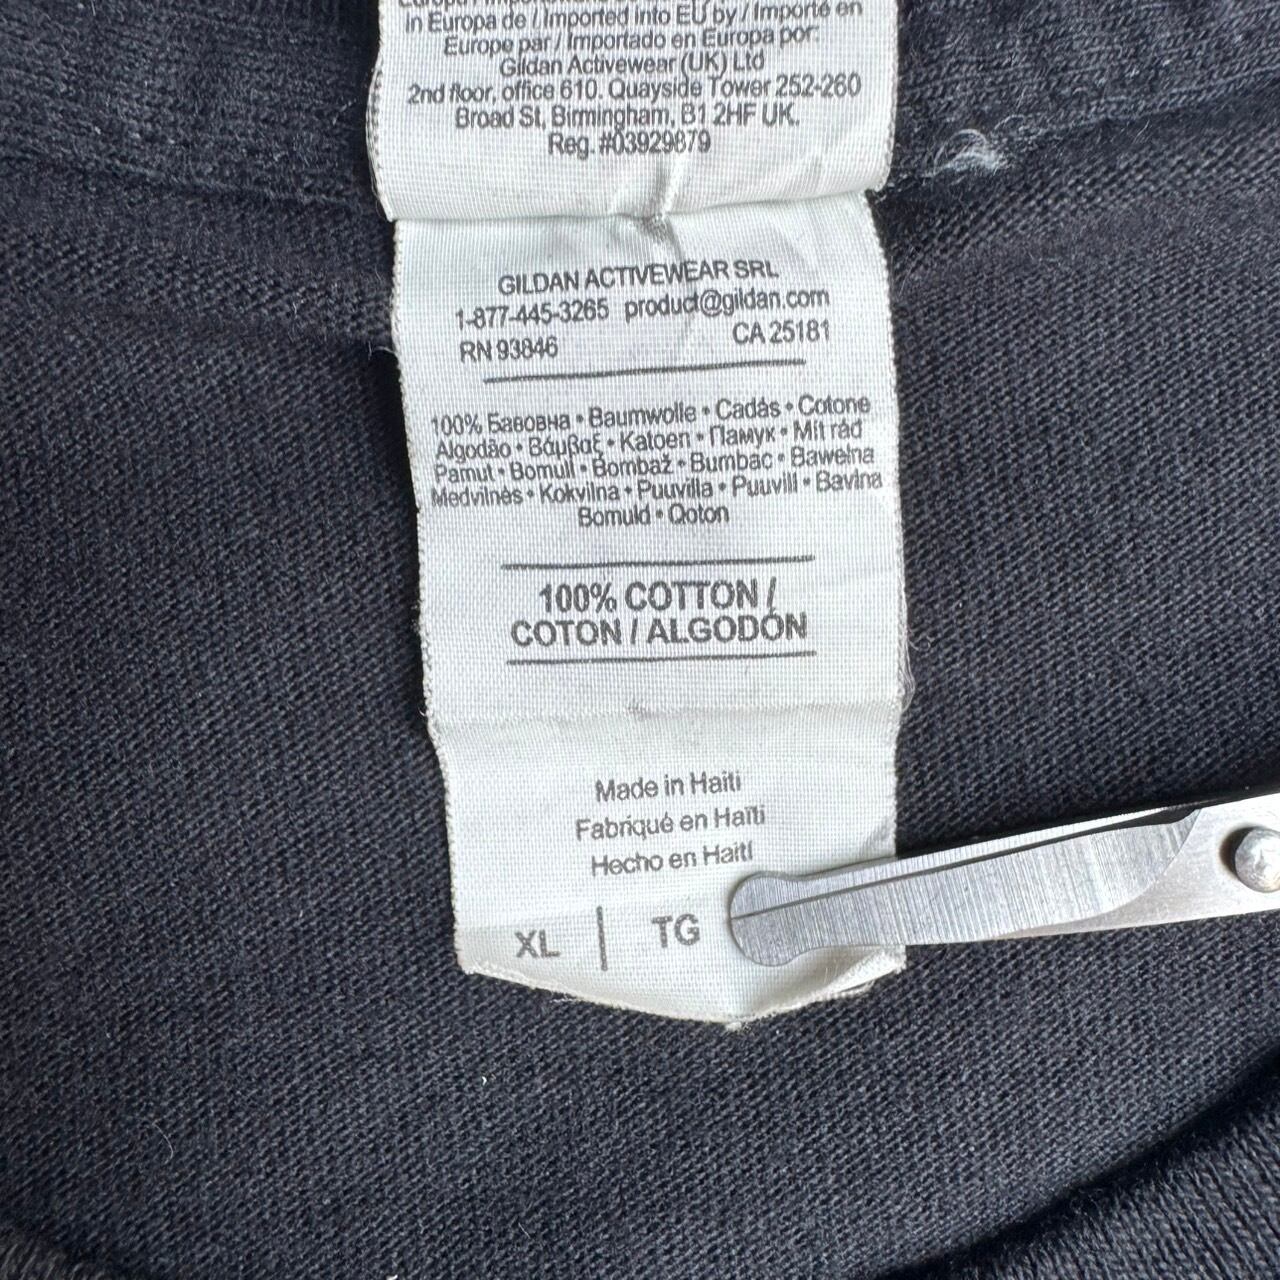 in Europa de / Imported into EU by / Importé en
Europe par / Importado en Europa por:
Gildan Activewear (UK) Ltd
2nd floor, office 610. Quayside Tower 252-260
Broad St, Birmingham, B1 2HF UK.
Reg. #03929879
GILDAN ACTIVEWEAR SRL
1-877-445-3265 product@gildan.com
RN 93846 CA 25181
100% Бавовна • Baumwolle • Cadás • Cotone
Algodão • Βάμβαξ • Katoen • Памук • Mit réd
Pamut • Bomull • Bombaž • Bumbac • Bawełna
Medvilnės • Kokvilna • Puuvilla • Puuvill • Bavlna
Bomuld • Qoton
100% COTTON /
COTON / ALGODÓN
Made in Haiti
Fabriqué en Haïti
Hecho en Haití
XL | TG